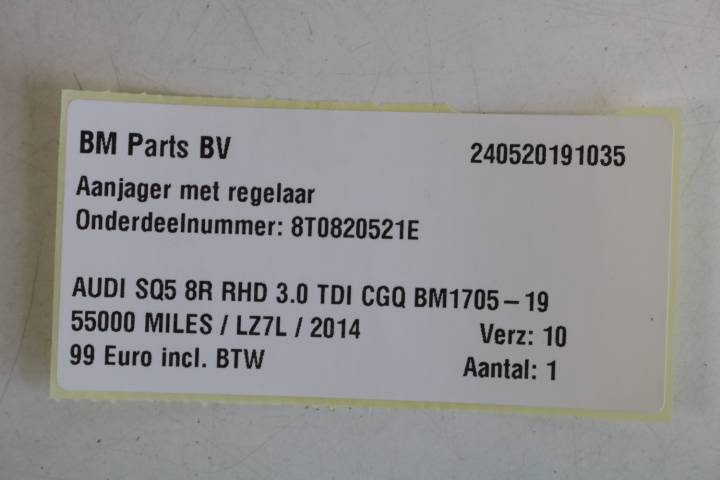 BM Parts BV 240520191035
Aanjager met regelaar
Onderdeelnummer: 8T0820521E
AUDI SQ5 8R RHD 3.0 TDI CGQ BM1705-19
55000 MILES / LZ7L / 2014 Verz: 10
99 Euro incl. BTW Aantal: 1